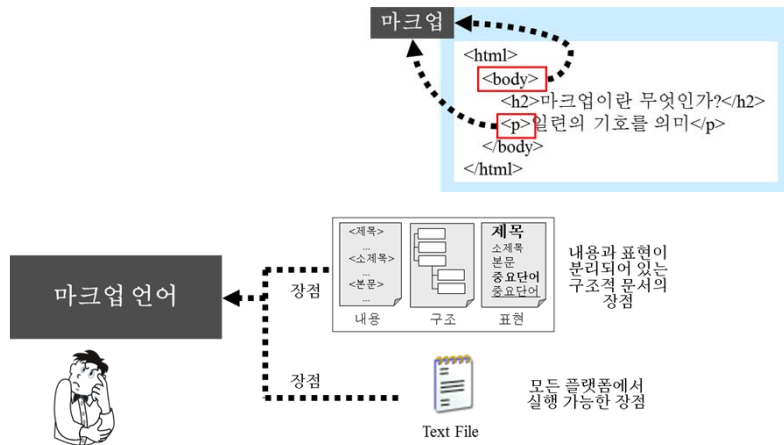 마크업
<html>
<body>
<h2>마크업이란 무엇인가?</h2>
<p>일련의 기호를 의미</p>
</body>
</html>
마크업 언어
장점
<제목>
...
<소제목>
...
<본문>
...
내용
구조
제목
소제목
본문
중요단어
중요단어
표현
내용과 표현이
분리되어 있는
구조적 문서의
장점
장점
Text File
모든 플랫폼에서
실행 가능한 장점